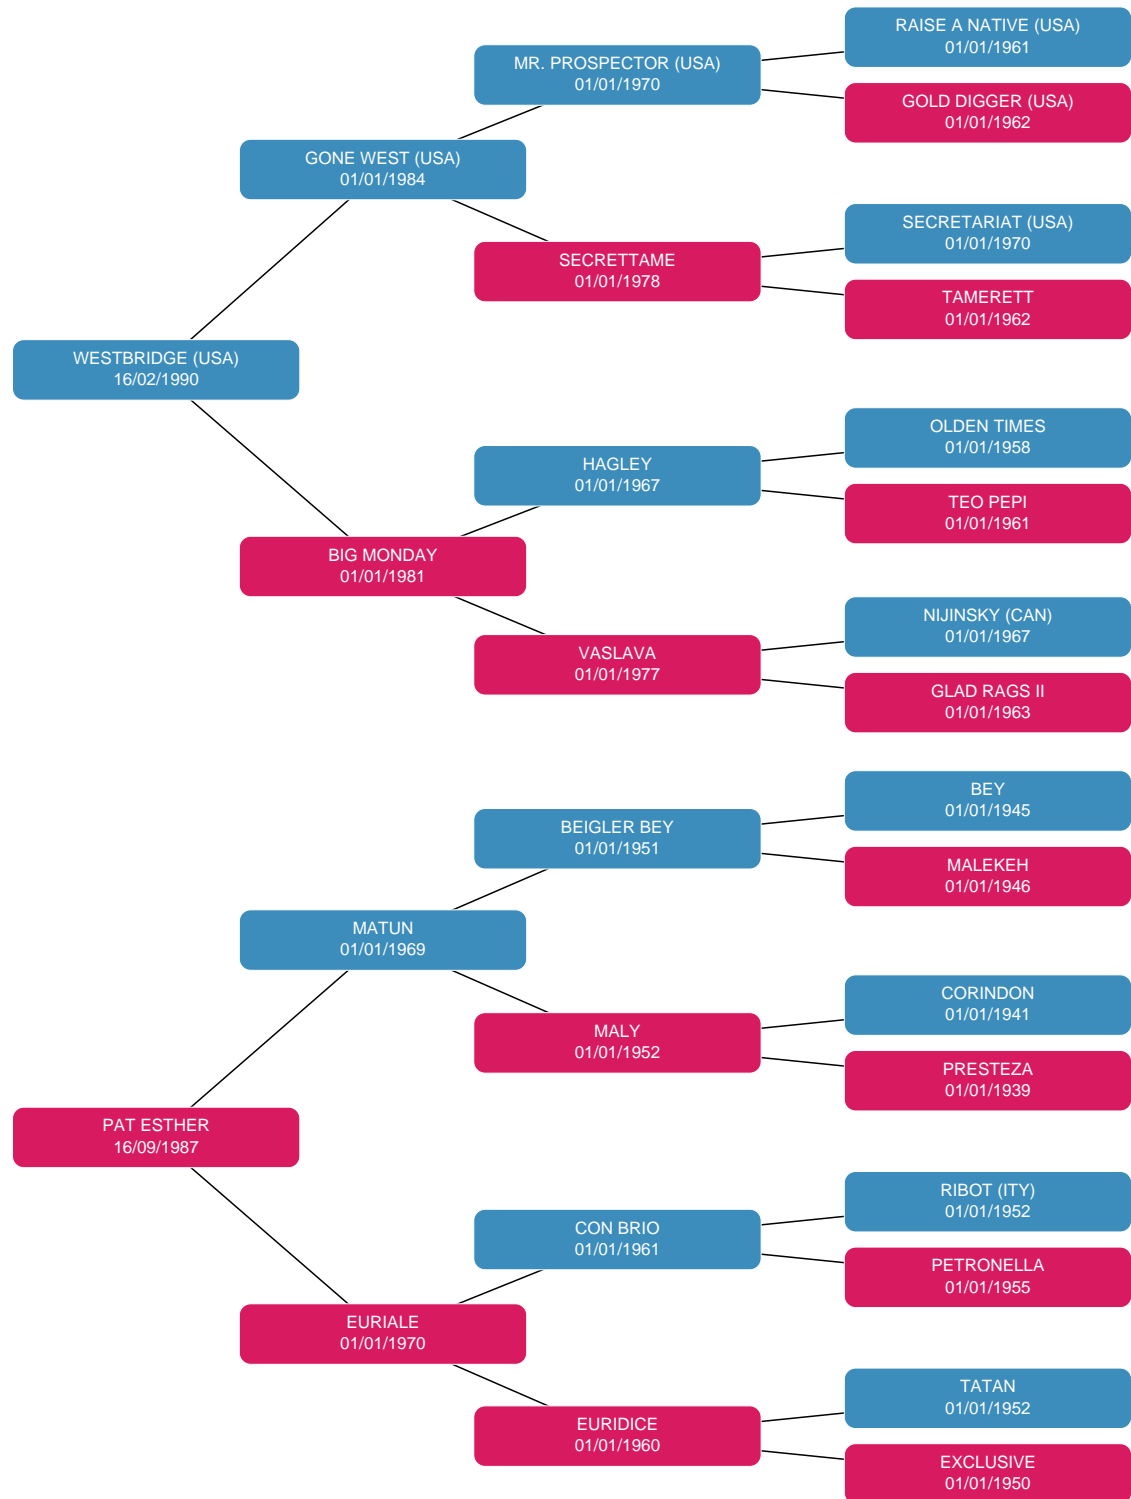 RAISE A NATIVE (USA)
01/01/1961
MR. PROSPECTOR (USA)
01/01/1970
GOLD DIGGER (USA)
01/01/1962
GONE WEST (USA)
01/01/1984
SECRETARIAT (USA)
01/01/1970
SECRETTAME
01/01/1978
TAMERETT
01/01/1962
WESTBRIDGE (USA)
16/02/1990
OLDEN TIMES
01/01/1958
HAGLEY
01/01/1967
TEO PEPI
01/01/1961
BIG MONDAY
01/01/1981
NIJINSKY (CAN)
01/01/1967
VASLAVA
01/01/1977
GLAD RAGS II
01/01/1963
BEY
01/01/1945
BEIGLER BEY
01/01/1951
MALEKEH
01/01/1946
MATUN
01/01/1969
CORINDON
01/01/1941
MALY
01/01/1952
PRESTEZA
01/01/1939
PAT ESTHER
16/09/1987
RIBOT (ITY)
01/01/1952
CON BRIO
01/01/1961
PETRONELLA
01/01/1955
EURIALE
01/01/1970
TATAN
01/01/1952
EURIDICE
01/01/1960
EXCLUSIVE
01/01/1950